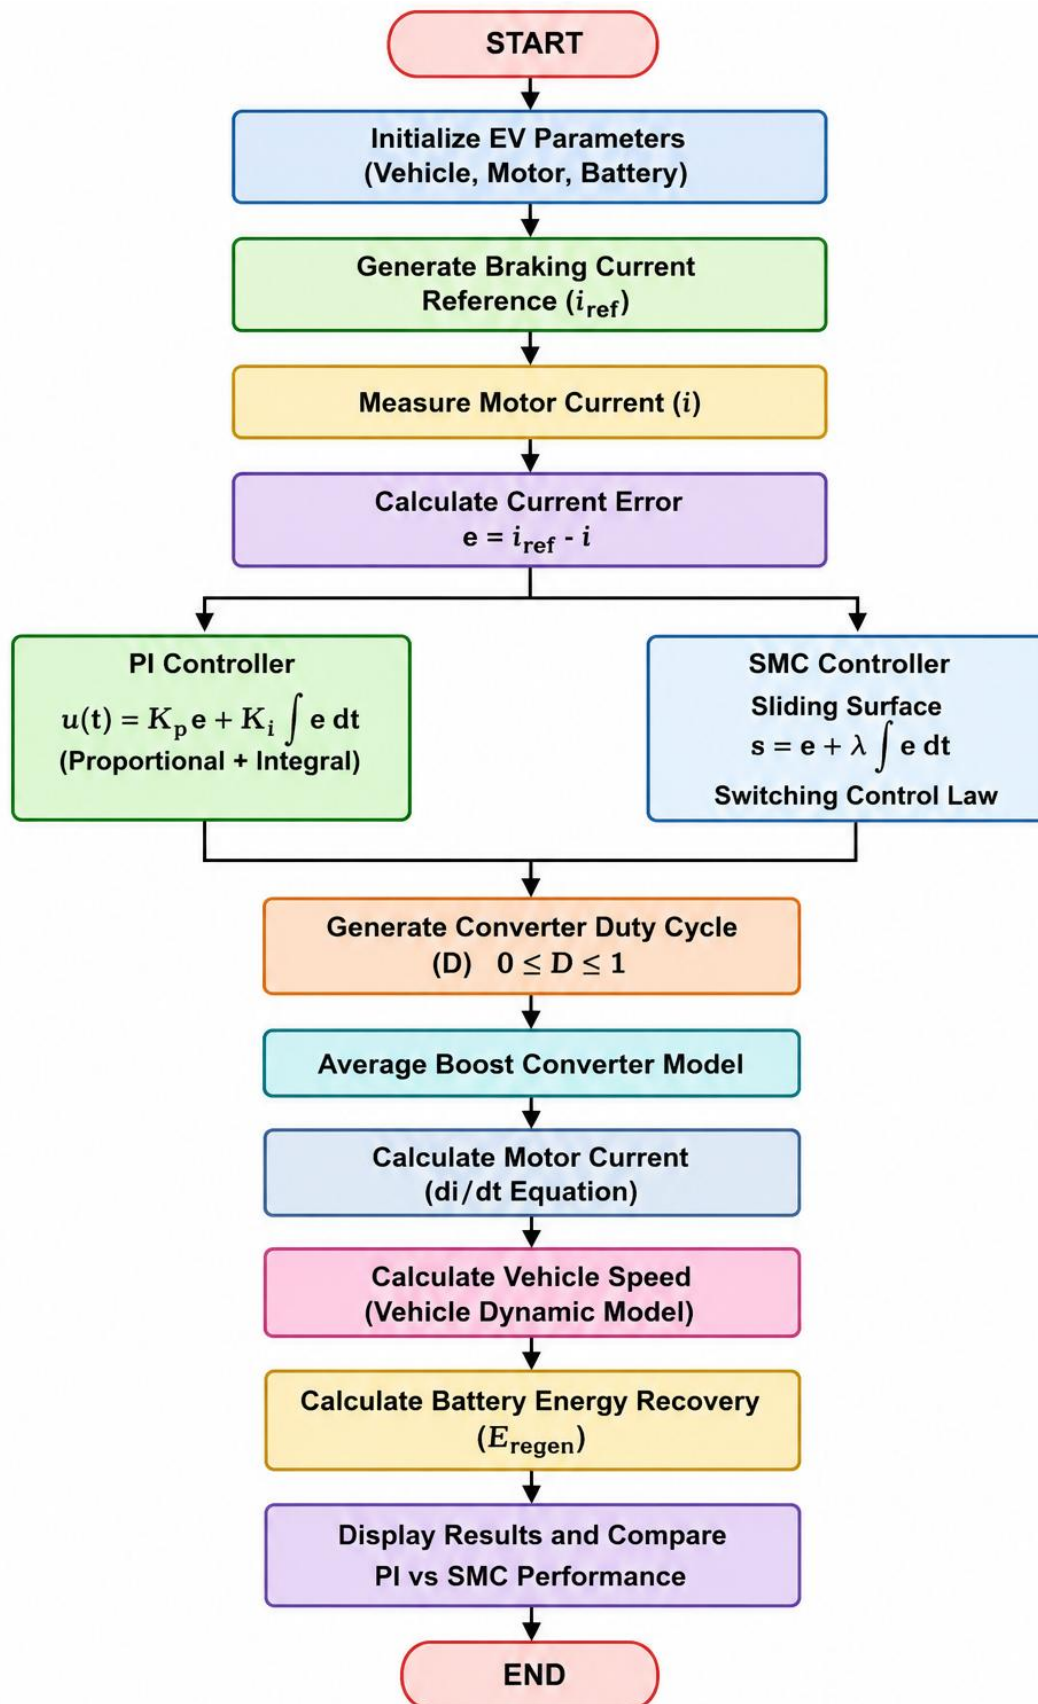 START
Initialize EV Parameters
(Vehicle, Motor, Battery)
Generate Braking Current
Reference (i_ref)
Measure Motor Current (i)
Calculate Current Error
e = i_ref - i
PI Controller
u(t) = K_p e + K_i ∫ e dt
(Proportional + Integral)
SMC Controller
Sliding Surface
s = e + λ ∫ e dt
Switching Control Law
Generate Converter Duty Cycle
(D) 0 ≤ D ≤ 1
Average Boost Converter Model
Calculate Motor Current
(di/dt Equation)
Calculate Vehicle Speed
(Vehicle Dynamic Model)
Calculate Battery Energy Recovery
(E_regen)
Display Results and Compare
PI vs SMC Performance
END